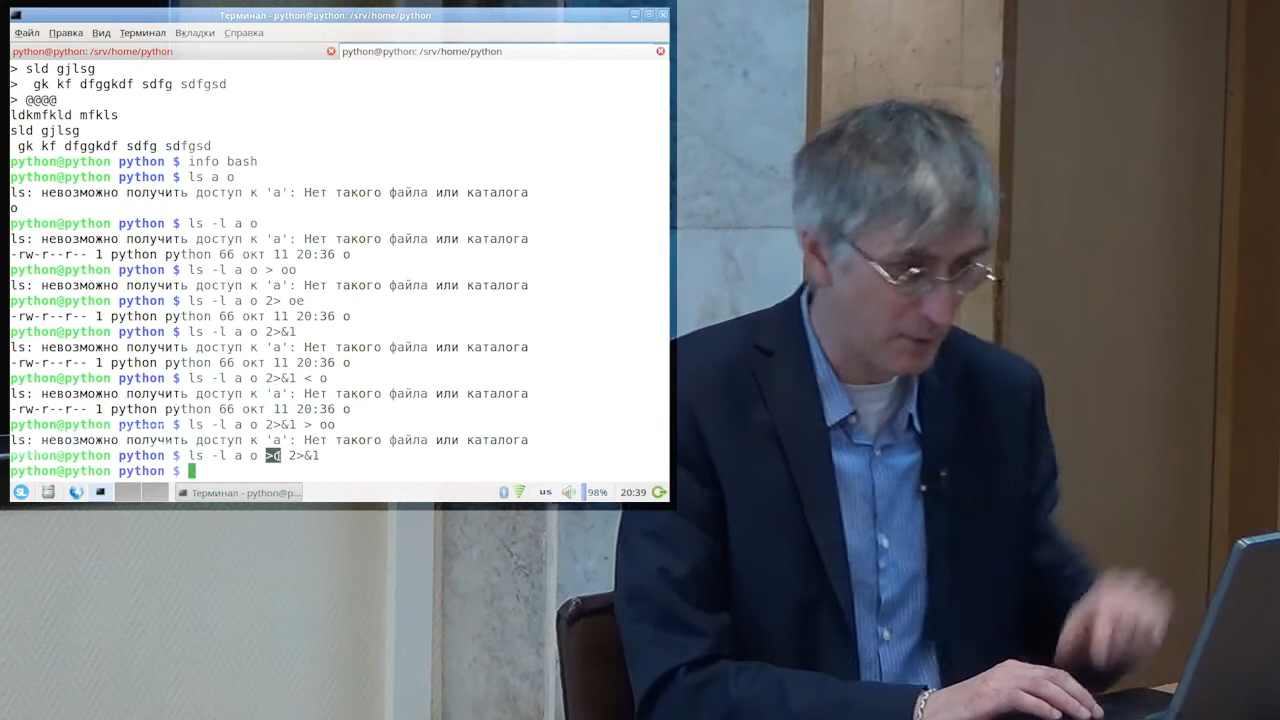 Терминал - python@python: /srv/home/python
Файл Правка Вид Терминал Вкладки Справка
python@python: /srv/home/python python@python: /srv/home/python
> sld gjlsg
>  gk kf dfggkdf sdfg sdfgsd
> @@@@
ldkmfkld mfkls
sld gjlsg
 gk kf dfggkdf sdfg sdfgsd
python@python python $ info bash
python@python python $ ls a o
ls: невозможно получить доступ к 'a': Нет такого файла или каталога
o
python@python python $ ls -l a o
ls: невозможно получить доступ к 'a': Нет такого файла или каталога
-rw-r--r-- 1 python python 66 окт 11 20:36 o
python@python python $ ls -l a o > oo
ls: невозможно получить доступ к 'a': Нет такого файла или каталога
python@python python $ ls -l a o 2> oe
-rw-r--r-- 1 python python 66 окт 11 20:36 o
python@python python $ ls -l a o 2>&1
ls: невозможно получить доступ к 'a': Нет такого файла или каталога
-rw-r--r-- 1 python python 66 окт 11 20:36 o
python@python python $ ls -l a o 2>&1 < o
ls: невозможно получить доступ к 'a': Нет такого файла или каталога
-rw-r--r-- 1 python python 66 окт 11 20:36 o
python@python python $ ls -l a o 2>&1 > oo
ls: невозможно получить доступ к 'a': Нет такого файла или каталога
python@python python $ ls -l a o 2>&1
python@python python $
Терминал - python@p... us 98% 20:39